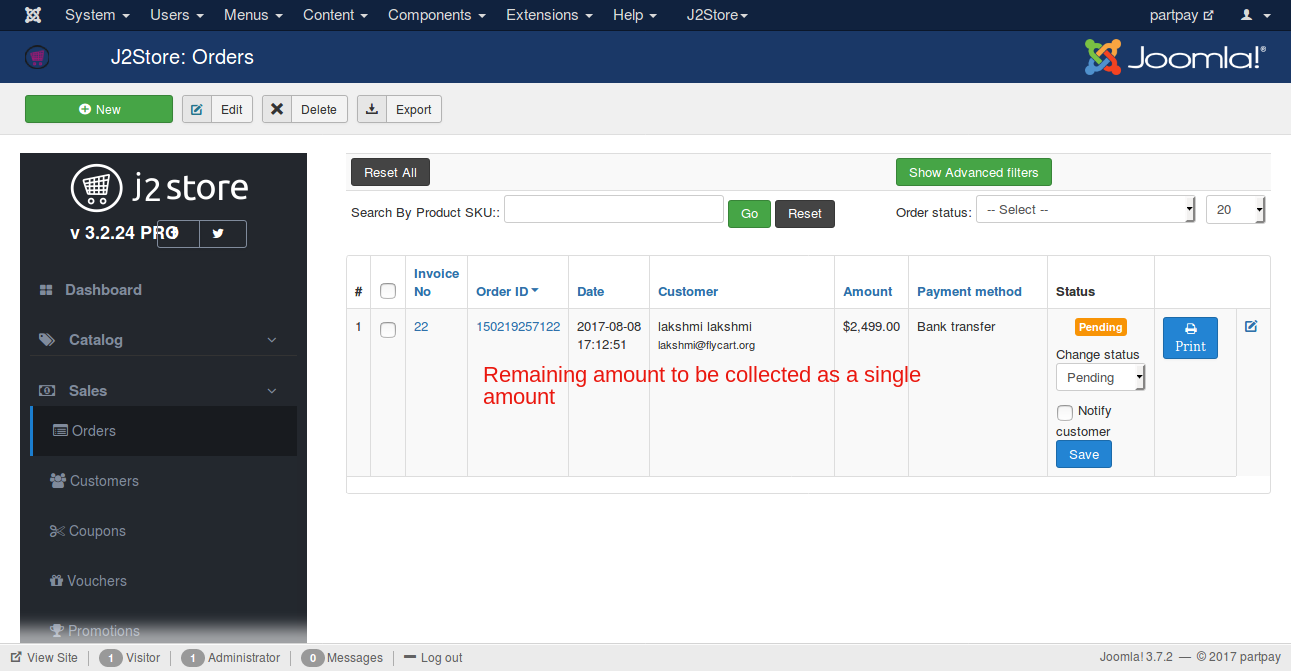 System Users Menus Content Components Extensions Help J2Store partpay
J2Store: Orders Joomla!®
New Edit Delete Export
j2store
v 3.2.24 PRO
Dashboard
Catalog
Sales
Orders
Customers
Coupons
Vouchers
Promotions
Reset All Show Advanced filters
Search By Product SKU:: Go Reset Order status: -- Select -- 20
# Invoice No Order ID Date Customer Amount Payment method Status
1 22 150219257122 2017-08-08 lakshmi lakshmi $2,499.00 Bank transfer Pending Print
17:12:51 lakshmi@flycart.org
Change status
Pending
Notify
customer
Save
Remaining amount to be collected as a single
amount
View Site 1 Visitor 1 Administrator 0 Messages Log out Joomla! 3.7.2 — © 2017 partpay